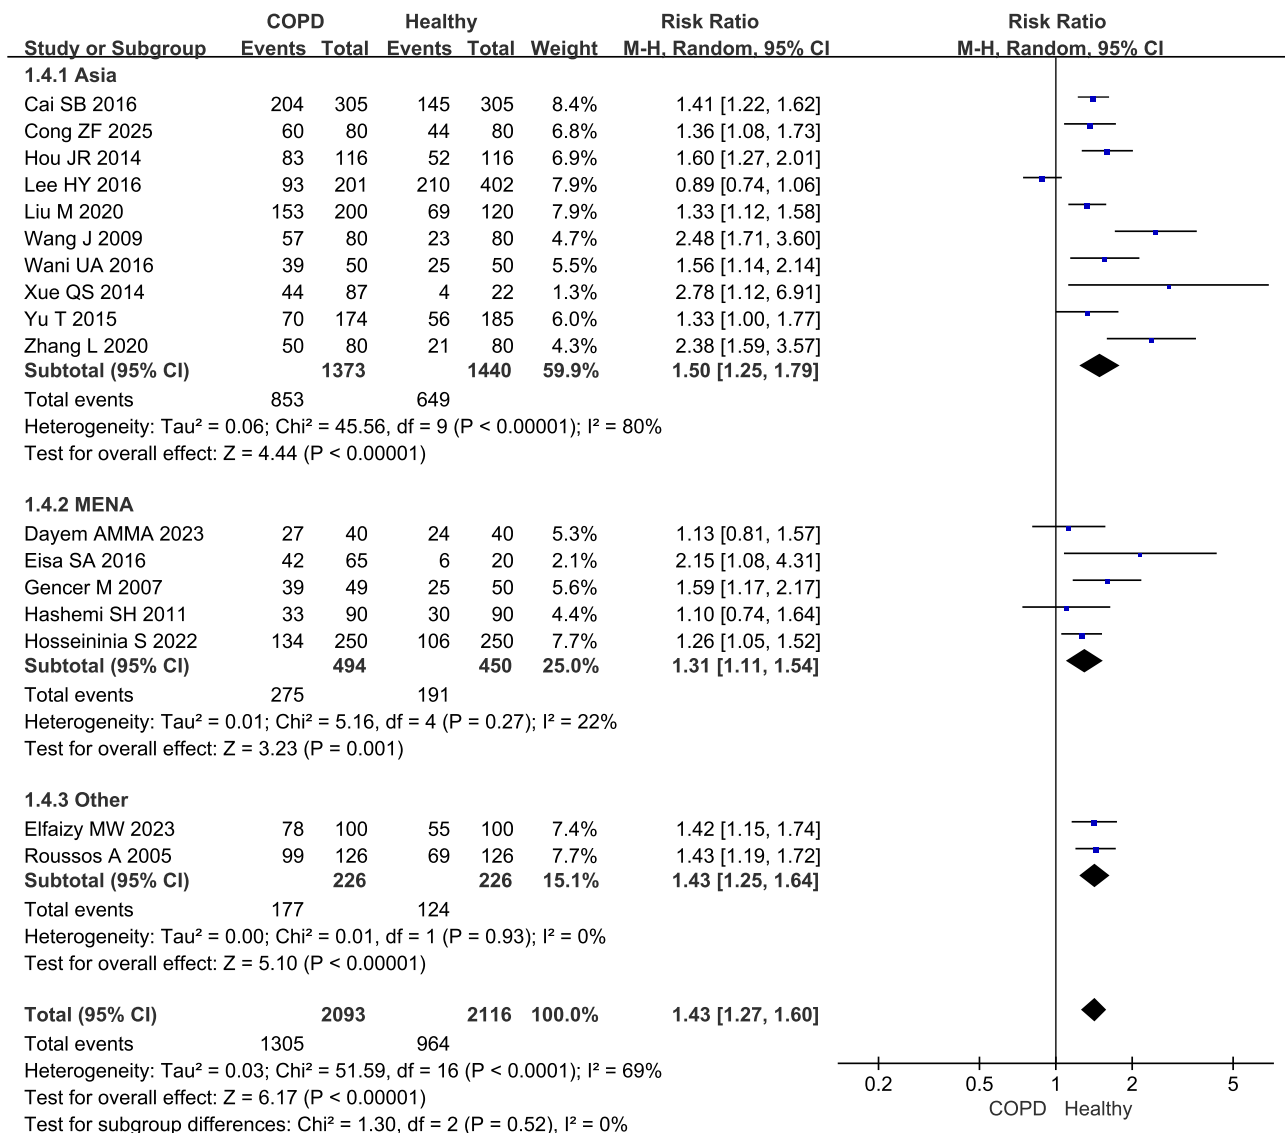 COPD Healthy Risk Ratio Risk Ratio
Study or Subgroup Events Total Events Total Weight M-H, Random, 95% CI M-H, Random, 95% CI
1.4.1 Asia
Cai SB 2016 204 305 145 305 8.4% 1.41 [1.22, 1.62]
Cong ZF 2025 60 80 44 80 6.8% 1.36 [1.08, 1.73]
Hou JR 2014 83 116 52 116 6.9% 1.60 [1.27, 2.01]
Lee HY 2016 93 201 210 402 7.9% 0.89 [0.74, 1.06]
Liu M 2020 153 200 69 120 7.9% 1.33 [1.12, 1.58]
Wang J 2009 57 80 23 80 4.7% 2.48 [1.71, 3.60]
Wani UA 2016 39 50 25 50 5.5% 1.56 [1.14, 2.14]
Xue QS 2014 44 87 4 22 1.3% 2.78 [1.12, 6.91]
Yu T 2015 70 174 56 185 6.0% 1.33 [1.00, 1.77]
Zhang L 2020 50 80 21 80 4.3% 2.38 [1.59, 3.57]
Subtotal (95% CI) 1373 1440 59.9% 1.50 [1.25, 1.79]
Total events 853 649
Heterogeneity: Tau² = 0.06; Chi² = 45.56, df = 9 (P < 0.00001); I² = 80%
Test for overall effect: Z = 4.44 (P < 0.00001)
1.4.2 MENA
Dayem AMMA 2023 27 40 24 40 5.3% 1.13 [0.81, 1.57]
Eisa SA 2016 42 65 6 20 2.1% 2.15 [1.08, 4.31]
Gencer M 2007 39 49 25 50 5.6% 1.59 [1.17, 2.17]
Hashemi SH 2011 33 90 30 90 4.4% 1.10 [0.74, 1.64]
Hosseininia S 2022 134 250 106 250 7.7% 1.26 [1.05, 1.52]
Subtotal (95% CI) 494 450 25.0% 1.31 [1.11, 1.54]
Total events 275 191
Heterogeneity: Tau² = 0.01; Chi² = 5.16, df = 4 (P = 0.27); I² = 22%
Test for overall effect: Z = 3.23 (P = 0.001)
1.4.3 Other
Elfaizy MW 2023 78 100 55 100 7.4% 1.42 [1.15, 1.74]
Roussos A 2005 99 126 69 126 7.7% 1.43 [1.19, 1.72]
Subtotal (95% CI) 226 226 15.1% 1.43 [1.25, 1.64]
Total events 177 124
Heterogeneity: Tau² = 0.00; Chi² = 0.01, df = 1 (P = 0.93); I² = 0%
Test for overall effect: Z = 5.10 (P < 0.00001)
Total (95% CI) 2093 2116 100.0% 1.43 [1.27, 1.60]
Total events 1305 964
Heterogeneity: Tau² = 0.03; Chi² = 51.59, df = 16 (P < 0.0001); I² = 69%
Test for overall effect: Z = 6.17 (P < 0.00001)
Test for subgroup differences: Chi² = 1.30, df = 2 (P = 0.52), I² = 0%
0.2 0.5 1 2 5
COPD Healthy